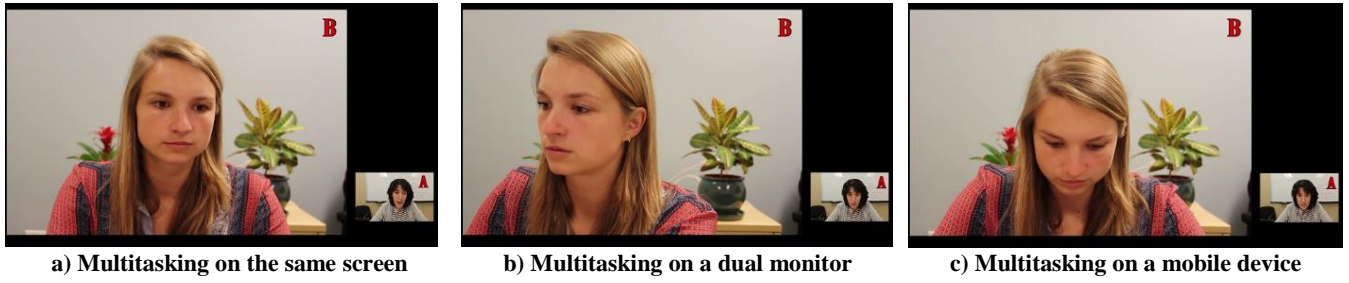 B
A
B
A
B
A
a) Multitasking on the same screen
b) Multitasking on a dual monitor
c) Multitasking on a mobile device